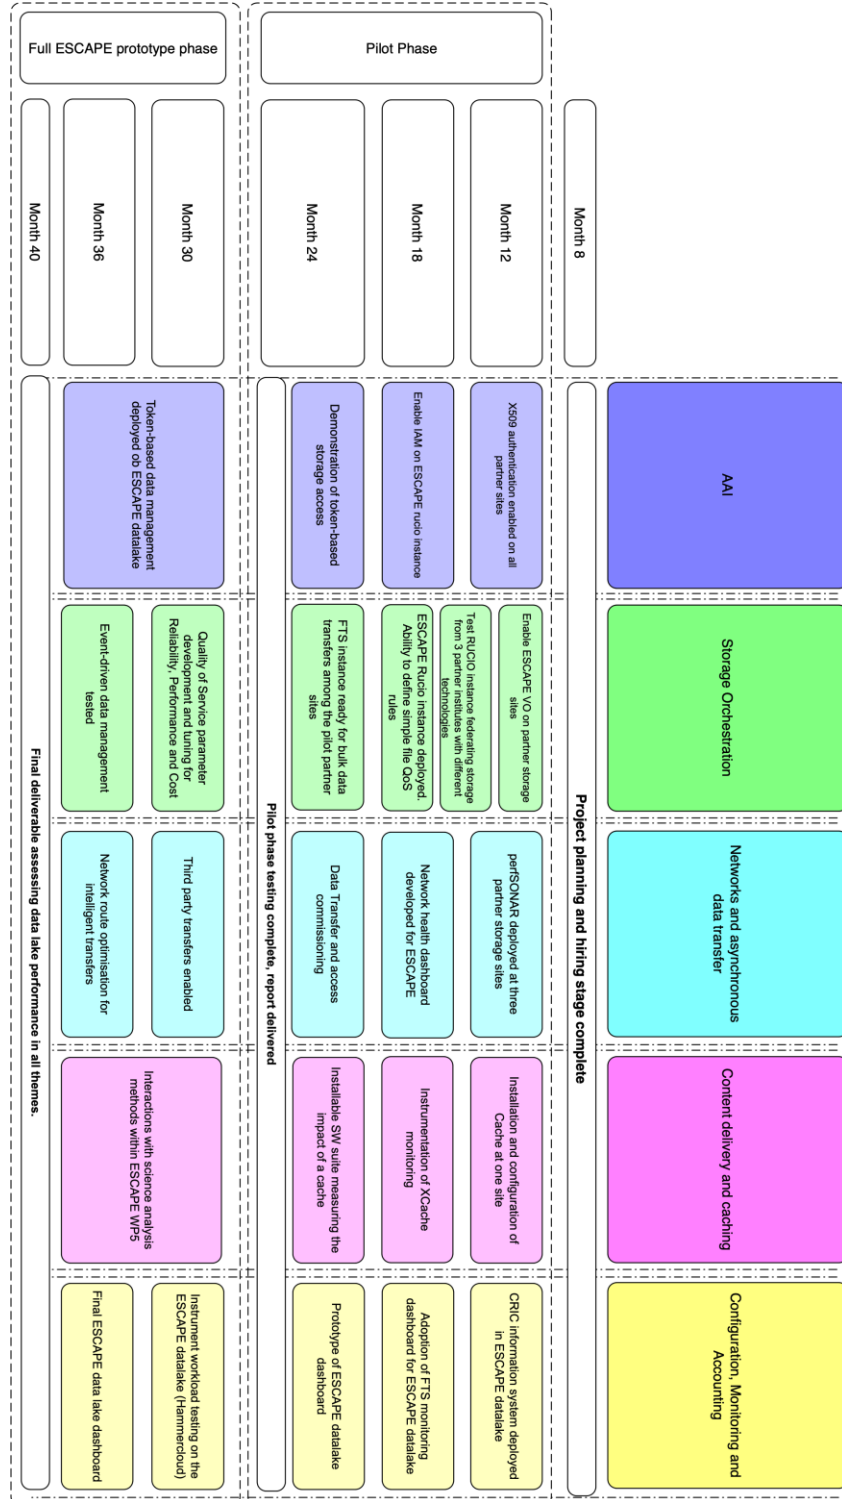 AAI
Storage Orchestration
Networks and asynchronous
data transfer
Content delivery and caching
Configuration, Monitoring and
Accounting
Month 8
Project planning and hiring stage complete
Pilot Phase
Month 12
X509 authentication enabled on all
partner sites
Enable ESCAPE VO on partner storage
sites
Test RUCIO instance federating storage
from 3 partner institutes with different
technologies
perfSONAR deployed at three
partner storage sites
Installation and configuration of
Cache at one site
CRIC information system deployed
in ESCAPE datalake
Month 18
Enable IAM on ESCAPE rucio instance
ESCAPE Rucio instance deployed.
Ability to define simple file QoS
rules
Network health dashboard
developed for ESCAPE
Instrumentation of XCache
monitoring
Adoption of FTS monitoring
dashboard for ESCAPE datalake
Month 24
Demonstration of token-based
storage access
FTS instance ready for bulk data
transfers among the pilot partner
sites
Data Transfer and access
commissioning
Installable SW suite measuring the
impact of a cache
Prototype of ESCAPE datalake
dashboard
Pilot phase testing complete, report delivered
Full ESCAPE prototype phase
Month 30
Token-based data management
deployed ob ESCAPE datalake
Quality of Service parameter
development and tuning for
Reliability, Performance and Cost
Third party transfers enabled
Interactions with science analysis
methods within ESCAPE WP5
Instrument workload testing on the
ESCAPE datalake (Hammercloud)
Month 36
Event-driven data management
tested
Network route optimisation for
intelligent transfers
Final ESCAPE data lake dashboard
Month 40
Final deliverable assessing data lake performance in all themes.